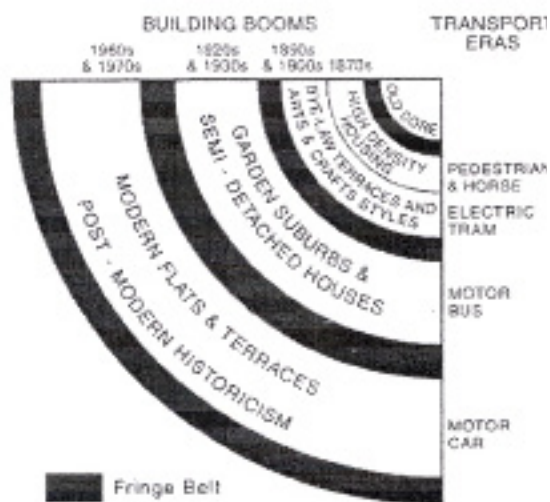 BUILDING BOOMS
TRANSPORT
ERAS
1960s
& 1970s
1920s
& 1930s
1890s
& 1900s
1870s
OLD CORE
HIGH DENSITY
HOUSING
BYE-LAW TERRACES AND
ARTS & CRAFTS STYLES
GARDEN SUBURBS &
SEMI - DETACHED HOUSES
MODERN FLATS & TERRACES
POST - MODERN HISTORICISM
PEDESTRIAN
& HORSE
ELECTRIC
TRAM
MOTOR
BUS
MOTOR
CAR
Fringe Belt